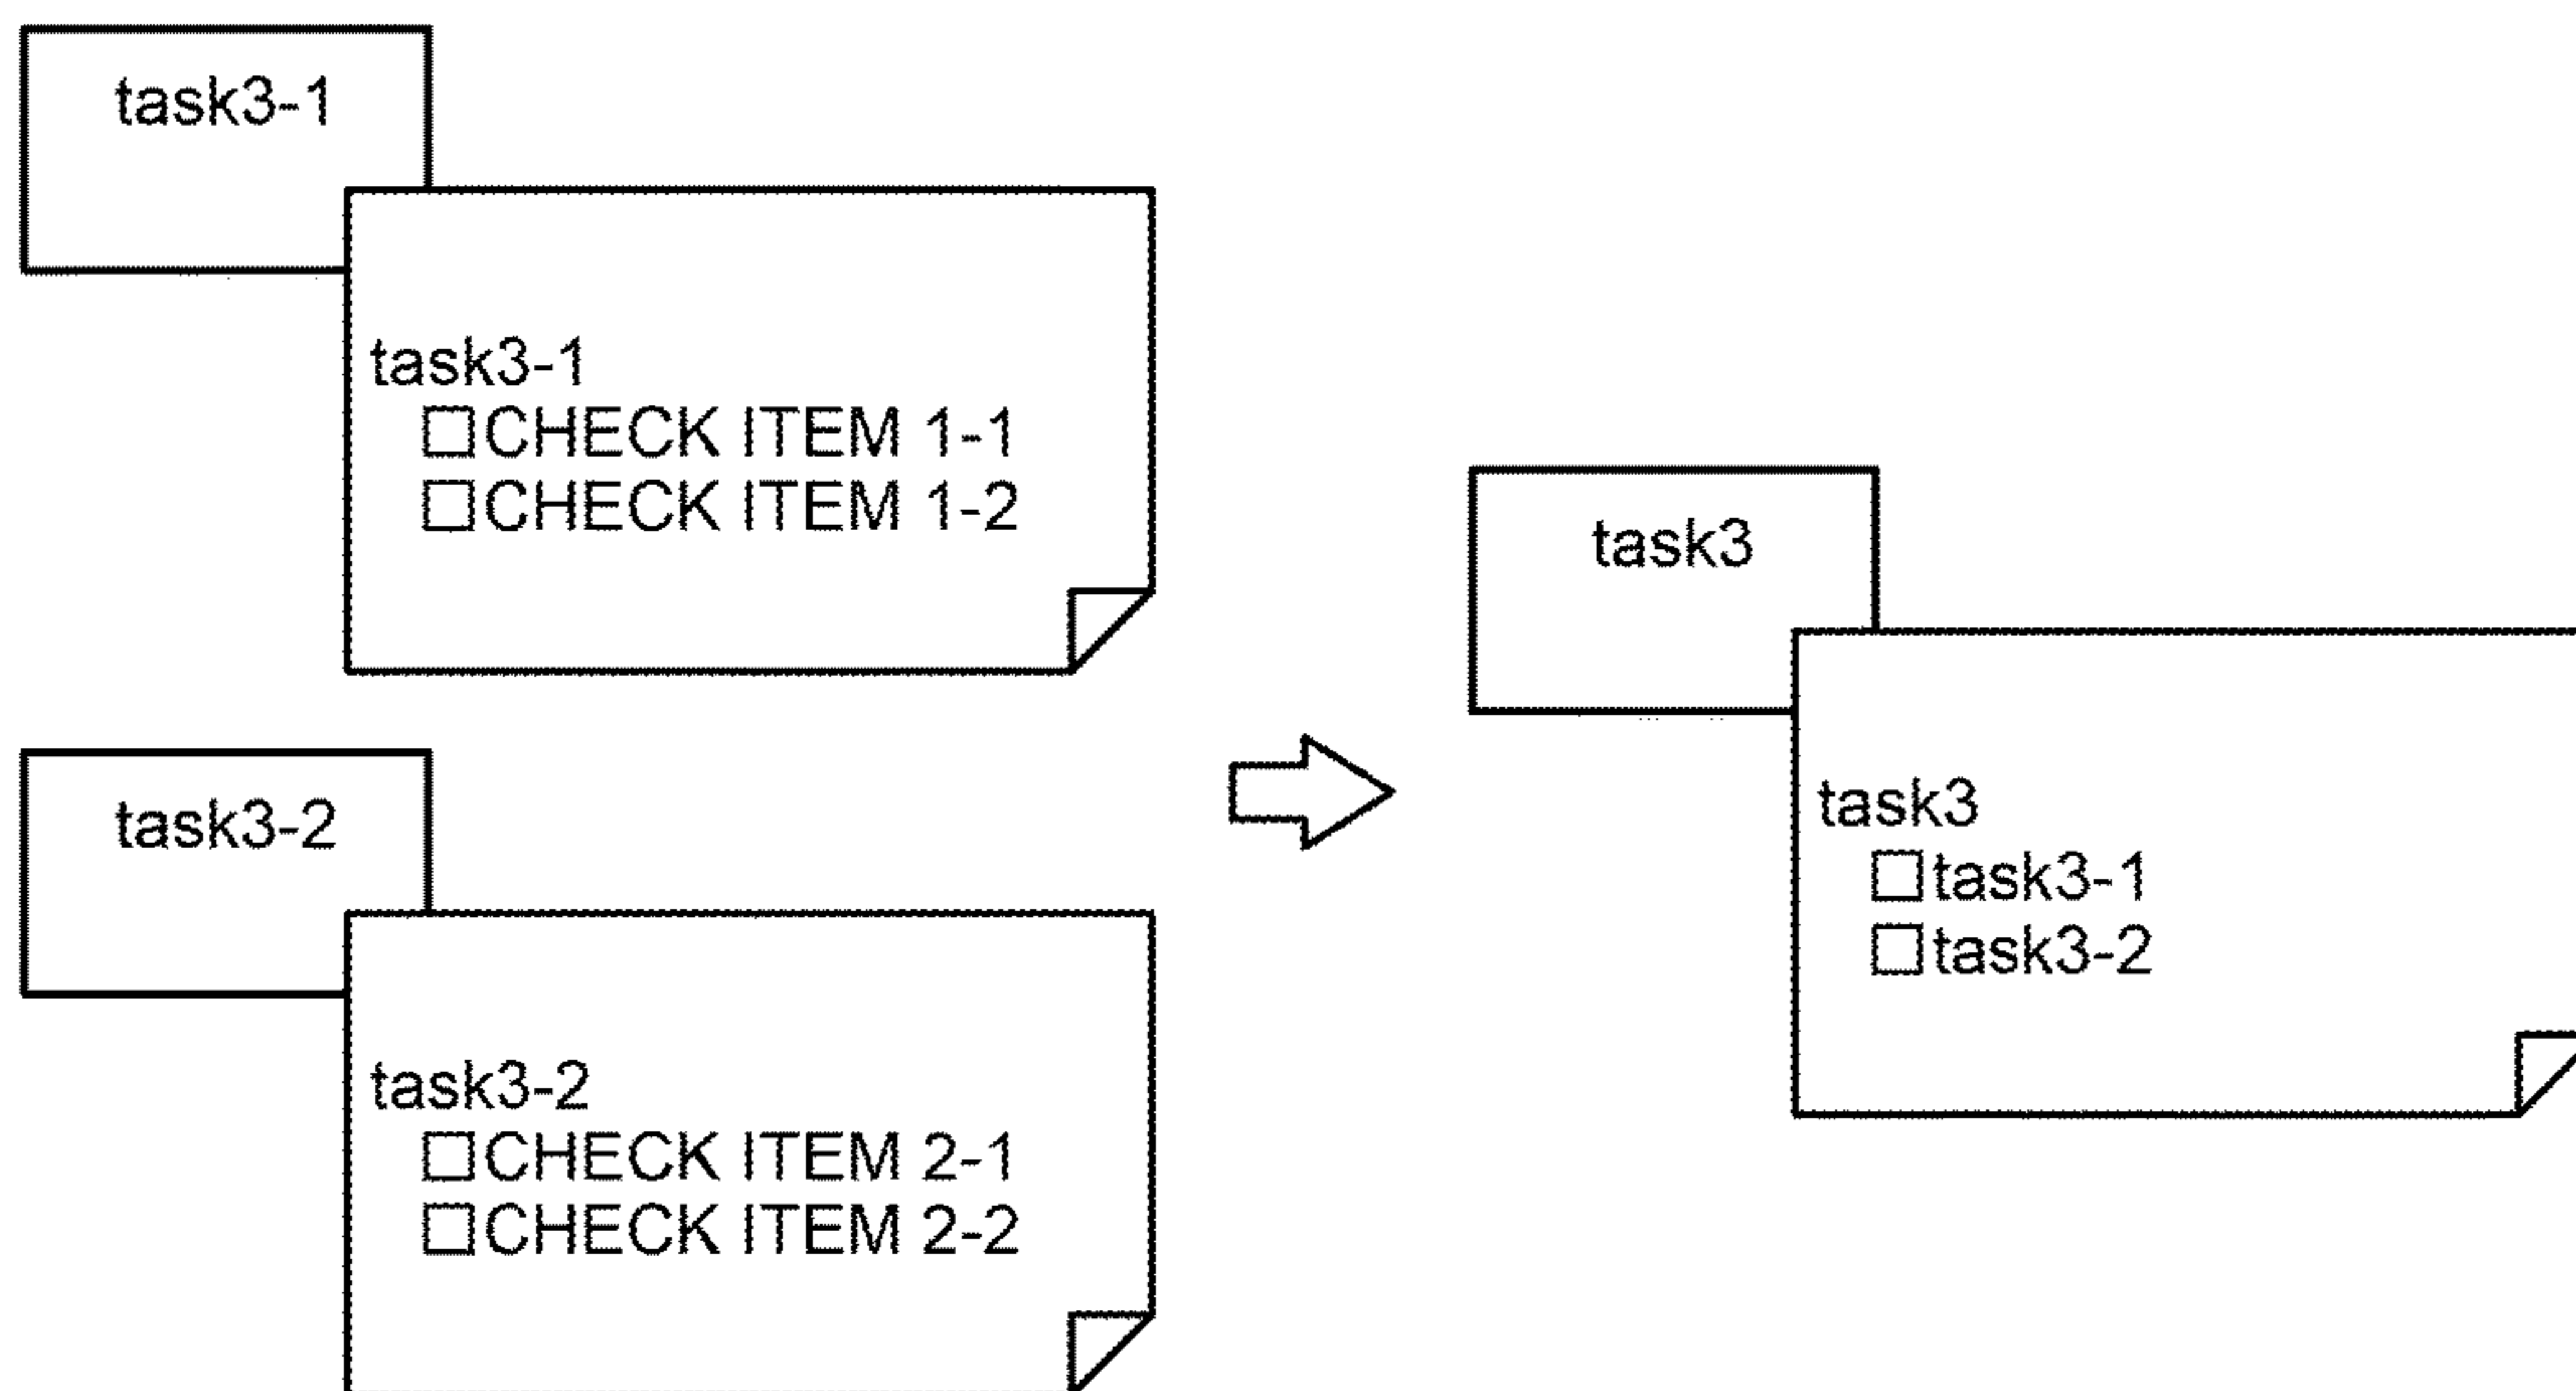 task3-1
task3-1
☐CHECK ITEM 1-1
☐CHECK ITEM 1-2
task3-2
task3-2
☐CHECK ITEM 2-1
☐CHECK ITEM 2-2
task3
task3
☐task3-1
☐task3-2